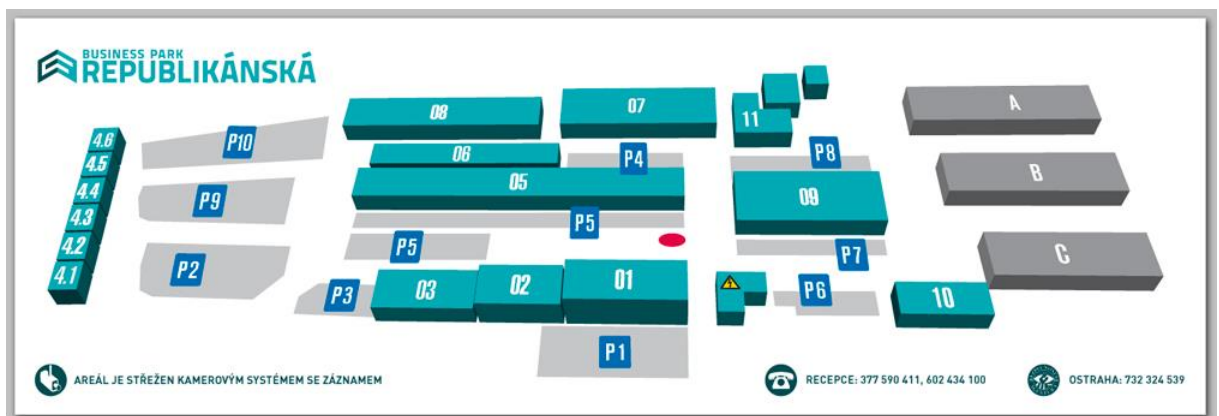 BUSINESS PARK
REPUBLIKÁNSKÁ
4.6
4.5
4.4
4.3
4.2
4.1
P10
P9
P2
08
07
11
06
P4
P8
05
09
P5
P5
P7
P3
03
02
01
P6
10
P1
A
B
C
AREÁL JE STŘEŽEN KAMEROVÝM SYSTÉMEM SE ZÁZNAMEM
RECEPCE: 377 590 411, 602 434 100
OSTRAHA: 732 324 539